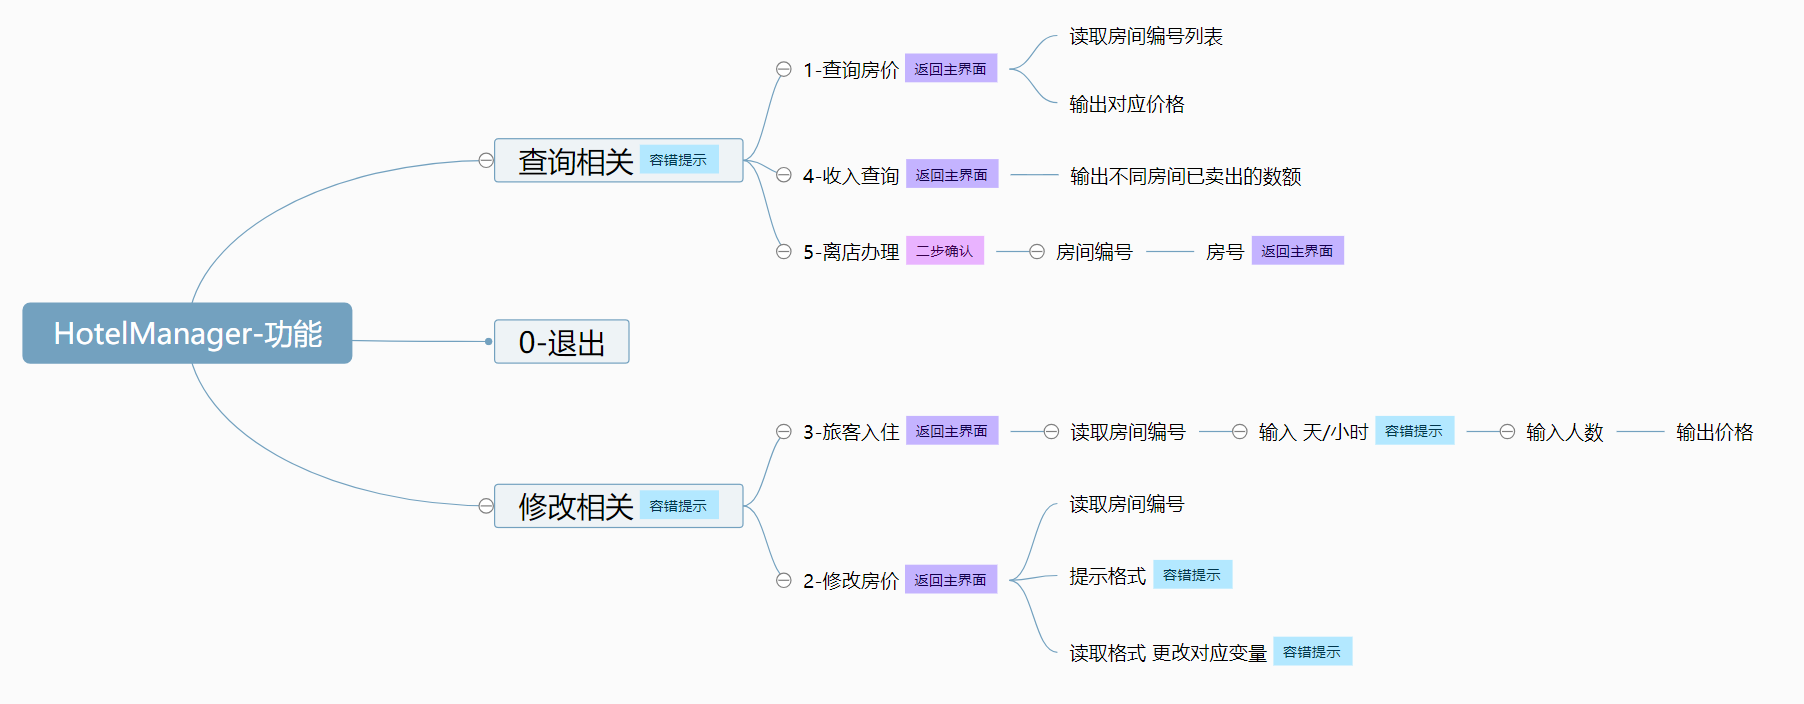 HotelManager-功能
查询相关 容错提示
1-查询房价 返回主界面
读取房间编号列表
输出对应价格
4-收入查询 返回主界面
输出不同房间已卖出的数额
5-离店办理 二步确认
房间编号
房号 返回主界面
0-退出
修改相关 容错提示
3-旅客入住 返回主界面
读取房间编号
输入 天/小时 容错提示
输入人数
输出价格
2-修改房价 返回主界面
读取房间编号
提示格式 容错提示
读取格式 更改对应变量 容错提示